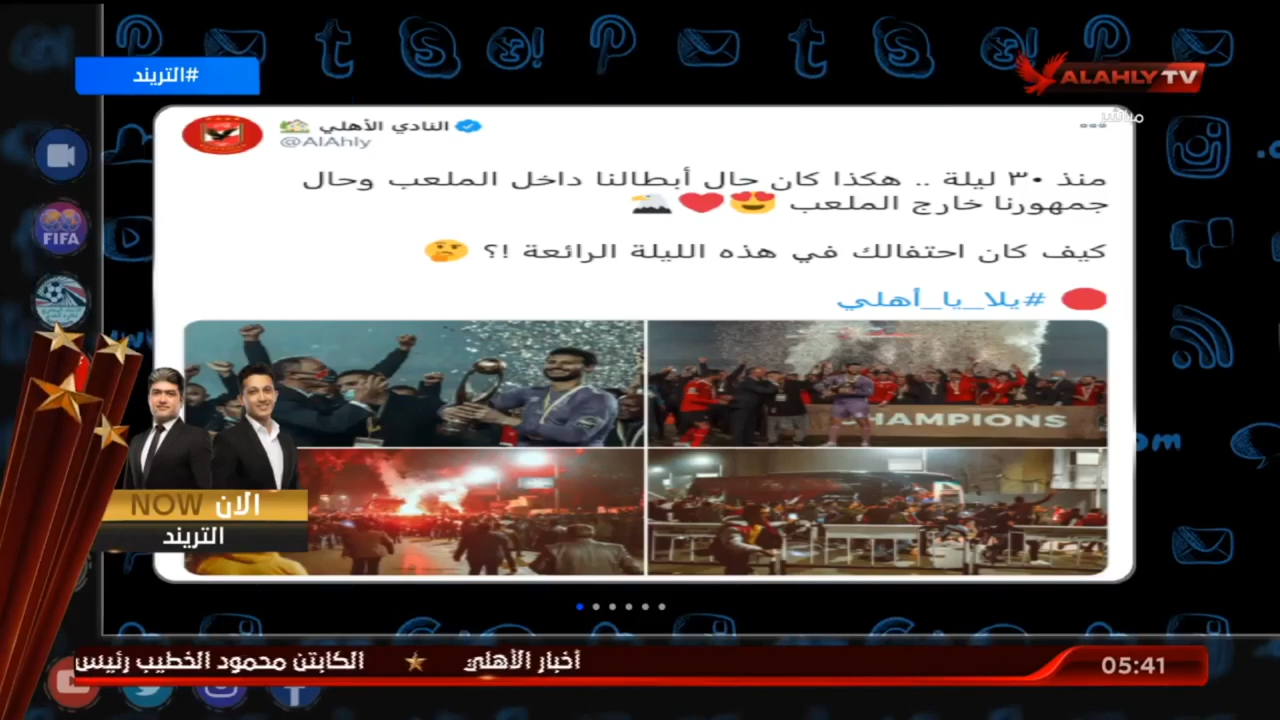 #التريند
ALAHLY TV
مباشر
النادي الأهلي
@AlAhly
منذ ٣٠ ليلة .. هكذا كان حال أبطالنا داخل الملعب وحال
جمهورنا خارج الملعب
كيف كان احتفالك في هذه الليلة الرائعة !؟
#يلا_يا_أهلي
CHAMPIONS
FIFA
الان NOW
التريند
أخبار الأهلي
الكابتن محمود الخطيب رئيس
05:41